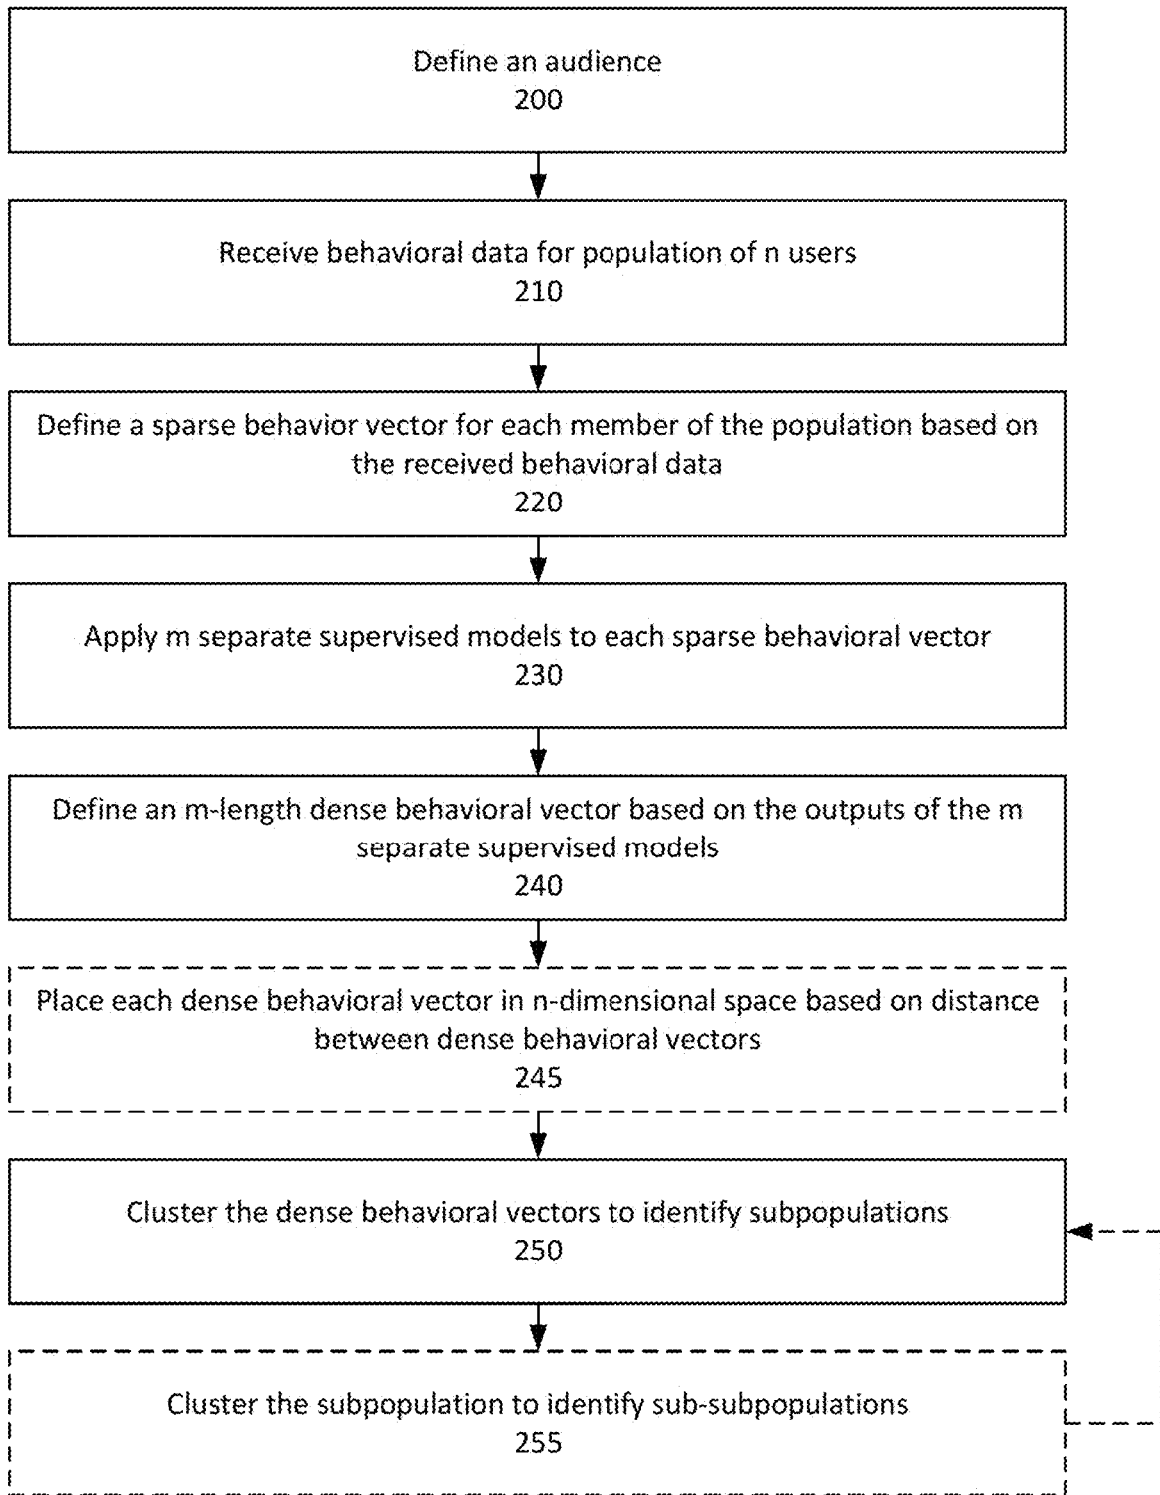 Define an audience
200
Receive behavioral data for population of n users
210
Define a sparse behavior vector for each member of the population based on
the received behavioral data
220
Apply m separate supervised models to each sparse behavioral vector
230
Define an m-length dense behavioral vector based on the outputs of the m
separate supervised models
240
Place each dense behavioral vector in n-dimensional space based on distance
between dense behavioral vectors
245
Cluster the dense behavioral vectors to identify subpopulations
250
Cluster the subpopulation to identify sub-subpopulations
255